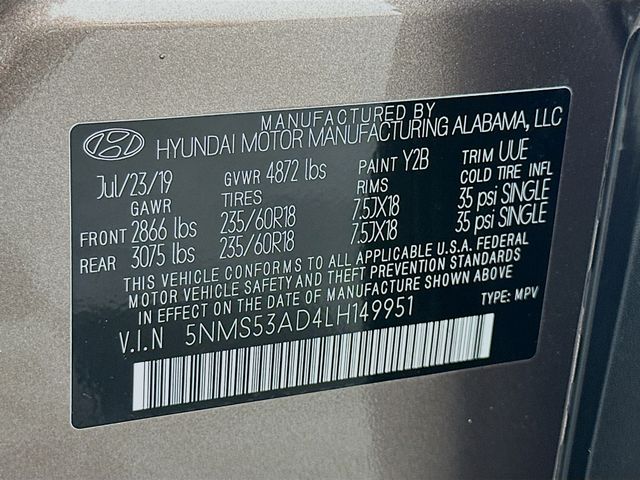 MANUFACTURED BY
HYUNDAI MOTOR MANUFACTURING ALABAMA, LLC
Jul/23/19 GVWR 4872 lbs PAINT Y2B TRIM UUE
GAWR TIRES RIMS COLD TIRE INFL
FRONT 2866 lbs 235/60R18 7.5JX18 35 psi SINGLE
REAR 3075 lbs 235/60R18 7.5JX18 35 psi SINGLE
THIS VEHICLE CONFORMS TO ALL APPLICABLE U.S.A. FEDERAL
MOTOR VEHICLE SAFETY AND THEFT PREVENTION STANDARDS
IN EFFECT ON THE DATE OF MANUFACTURE SHOWN ABOVE
V.I.N 5NMS53AD4LH149951 TYPE: MPV